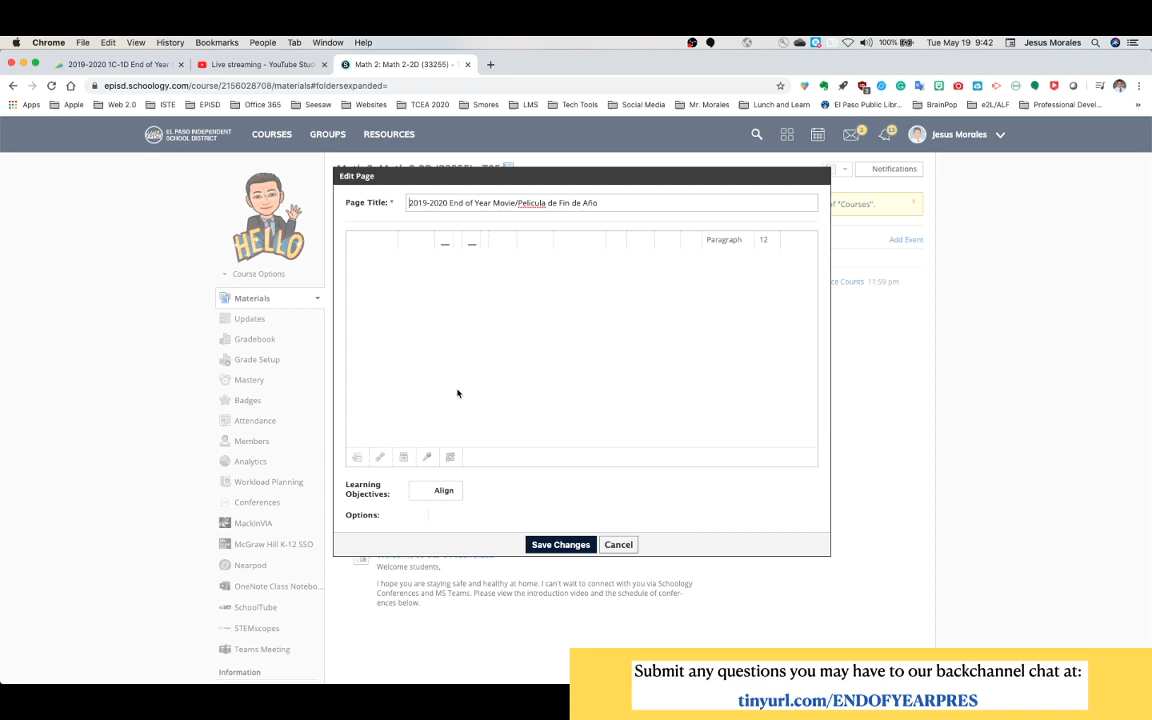 Chrome File Edit View History Bookmarks People Tab Window Help 100% Tue May 19 9:42 Jesus Morales
2019-2020 1C-1D End of Year Live streaming - YouTube Stud Math 2: Math 2-2D (33255) -
episd.schoology.com/course/2156028708/materials#foldersexpanded=
Apps Apple Web 2.0 ISTE EPISD Office 365 Seesaw Websites TCEA 2020 Smores LMS Tech Tools Social Media Mr. Morales Lunch and Learn El Paso Public Libr... BrainPop e2L/ALF Professional Devel...
EL PASO INDEPENDENT
SCHOOL DISTRICT
COURSES GROUPS RESOURCES 2 13 Jesus Morales
Notifications
Edit Page
Page Title: * 2019-2020 End of Year Movie/Pelicula de Fin de Año
of "Courses".
Paragraph 12
Add Event
HELLO
Course Options
ce Counts 11:59 pm
Materials
Updates
Gradebook
Grade Setup
Mastery
Badges
Attendance
Members
Analytics
Workload Planning
Conferences
MackinVIA
McGraw Hill K-12 SSO
Nearpod
OneNote Class Notebo...
SchoolTube
STEMscopes
Teams Meeting
Information
Learning
Objectives:
Align
Options:
Save Changes Cancel
Welcome students,
I hope you are staying safe and healthy at home. I can't wait to connect with you via Schoology
Conferences and MS Teams. Please view the introduction video and the schedule of confer-
ences below.
Submit any questions you may have to our backchannel chat at:
tinyurl.com/ENDOFYEARPRES